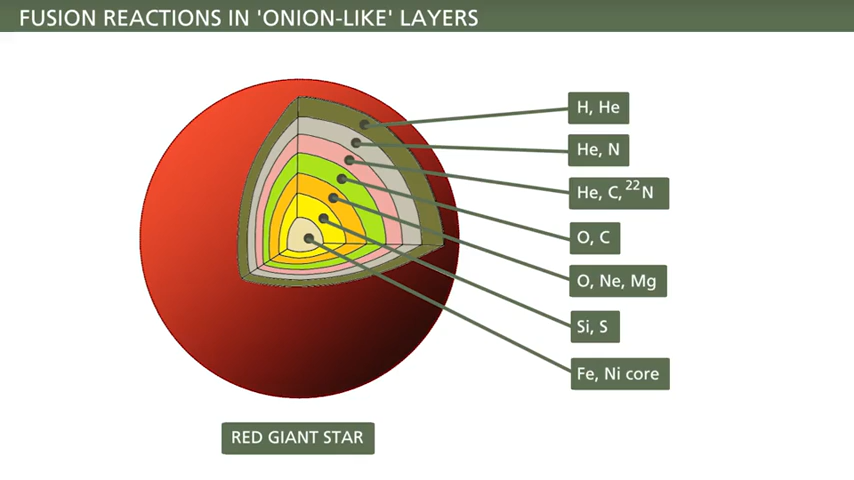 FUSION REACTIONS IN 'ONION-LIKE' LAYERS
H, He
He, N
He, C, ²²N
O, C
O, Ne, Mg
Si, S
Fe, Ni core
RED GIANT STAR